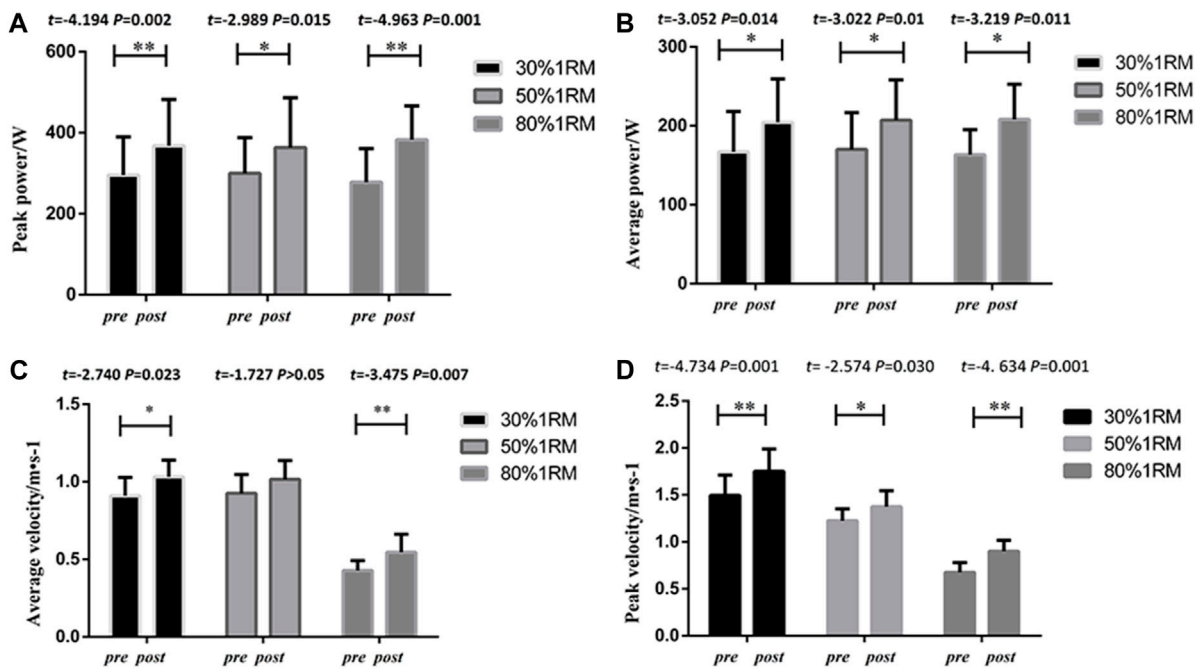 A
t=-4.194 P=0.002 t=-2.989 P=0.015 t=-4.963 P=0.001
** * **
600
400
200
0
Peak power/W
30%1RM
50%1RM
80%1RM
pre post pre post pre post
B
t=-3.052 P=0.014 t=-3.022 P=0.01 t=-3.219 P=0.011
* * *
300
200
100
0
Average power/W
30%1RM
50%1RM
80%1RM
pre post pre post pre post
C
t=-2.740 P=0.023 t=-1.727 P>0.05 t=-3.475 P=0.007
* **
1.5
1.0
0.5
0.0
Average velocity/m•s-1
30%1RM
50%1RM
80%1RM
pre post pre post pre post
D
t=-4.734 P=0.001 t= -2.574 P=0.030 t=-4. 634 P=0.001
** * **
2.5
2.0
1.5
1.0
0.5
0.0
Peak velocity/m•s-1
30%1RM
50%1RM
80%1RM
pre post pre post pre post